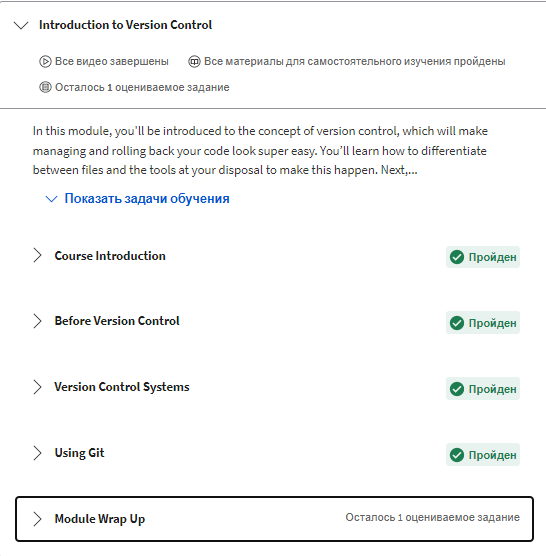 Introduction to Version Control
Все видео завершены Все материалы для самостоятельного изучения пройдены
Осталось 1 оцениваемое задание
In this module, you'll be introduced to the concept of version control, which will make
managing and rolling back your code look super easy. You'll learn how to differentiate
between files and the tools at your disposal to make this happen. Next,...
Показать задачи обучения
Course Introduction Пройден
Before Version Control Пройден
Version Control Systems Пройден
Using Git Пройден
Module Wrap Up Осталось 1 оцениваемое задание